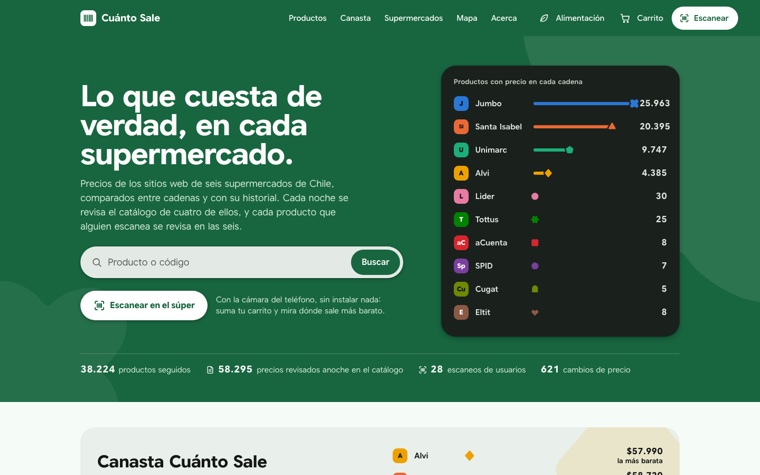 Cuánto Sale
Productos Canasta Supermercados Mapa Acerca Alimentación Carrito Escanear
Lo que cuesta de
verdad, en cada
supermercado.
Precios de los sitios web de seis supermercados de Chile,
comparados entre cadenas y con su historial. Cada noche se
revisa el catálogo de cuatro de ellos, y cada producto que
alguien escanea se revisa en las seis.
Producto o código Buscar
Escanear en el súper
Con la cámara del teléfono, sin instalar nada:
suma tu carrito y mira dónde sale más barato.
Productos con precio en cada cadena
J Jumbo 25.963
SI Santa Isabel 20.395
U Unimarc 9.747
A Alvi 4.385
L Lider 30
T Tottus 25
aC aCuenta 8
Sp SPID 7
Cu Cugat 5
E Eltit 8
38.224 productos seguidos 58.295 precios revisados anoche en el catálogo 28 escaneos de usuarios 621 cambios de precio
Canasta Cuánto Sale
A Alvi $57.990
la más barata